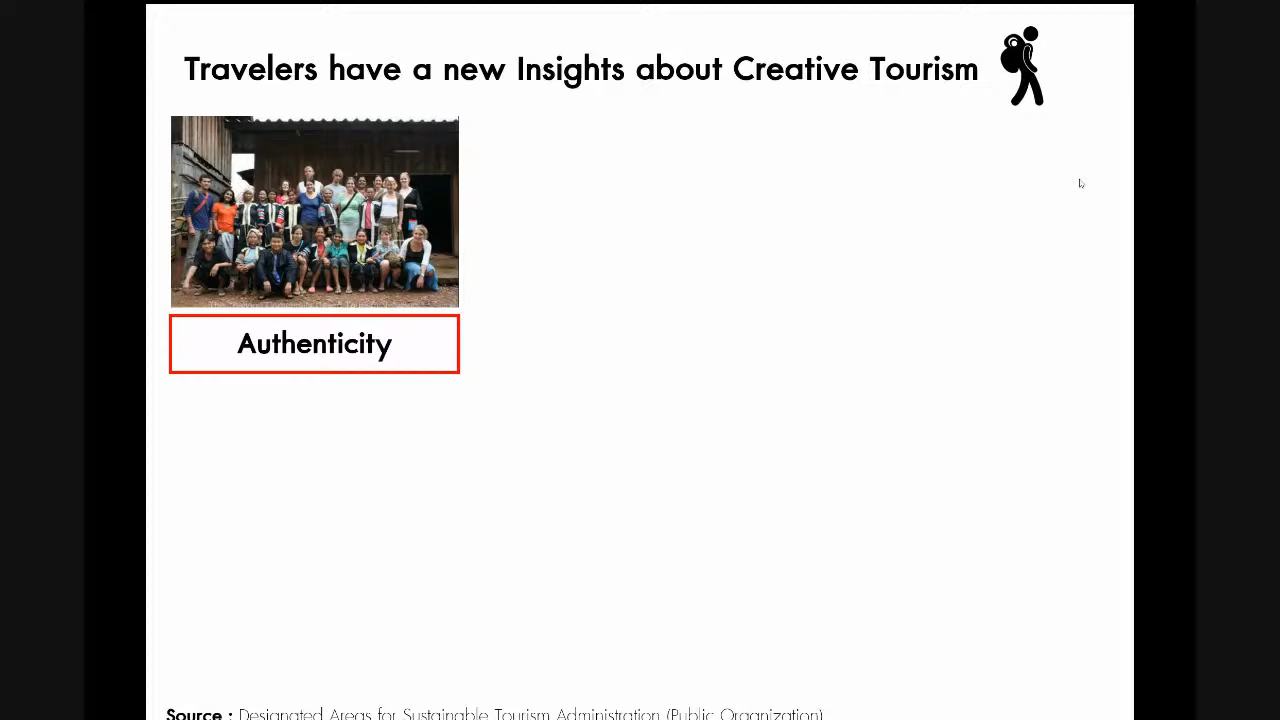 Travelers have a new Insights about Creative Tourism
Authenticity
Source : Designated Areas for Sustainable Tourism Administration (Public Organization)